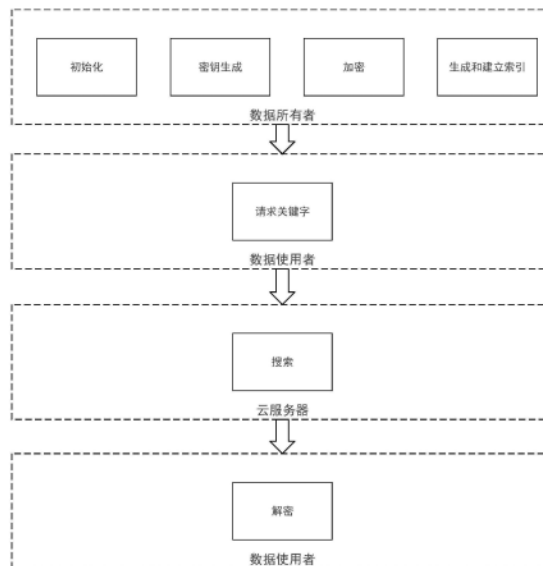 初始化
密钥生成
加密
生成和建立索引
数据所有者
请求关键字
数据使用者
搜索
云服务器
解密
数据使用者